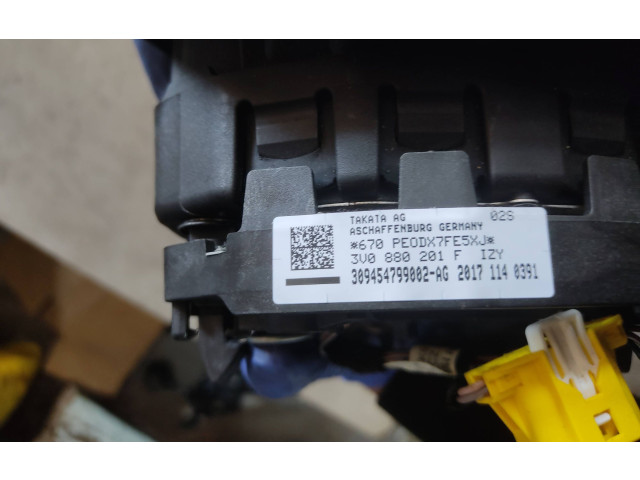 TAKATA AG 02S
ASCHAFFENBURG GERMANY
*670 PEODX7FE5XJ*
3V0 880 201 F IZY
309454799002-AG 2017 114 0391